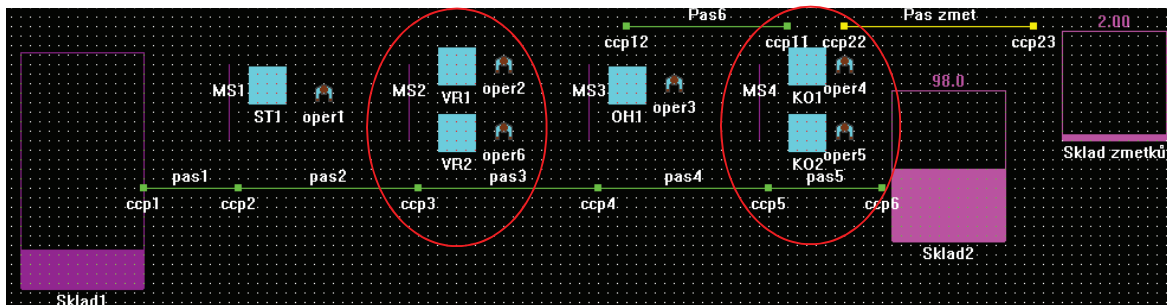 Pas6
Pas zmet
2.00
ccp12
ccp11
ccp22
ccp23
MS1
ST1
oper1
MS2
VR1
oper2
VR2
oper6
MS3
OH1
oper3
MS4
KO1
oper4
KO2
oper5
98.0
Sklad zmetků
pas1
pas2
pas3
pas4
pas5
ccp1
ccp2
ccp3
ccp4
ccp5
ccp6
Sklad2
Sklad1